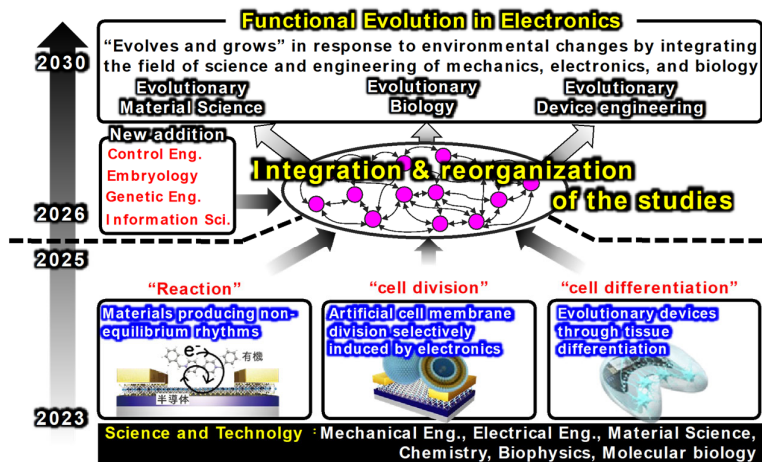 Functional Evolution in Electronics
2030
“Evolves and grows” in response to environmental changes by integrating
the field of science and engineering of mechanics, electronics, and biology
Evolutionary
Material Science
Evolutionary
Biology
Evolutionary
Device engineering
New addition
Control Eng.
Embryology
Genetic Eng.
Information Sci.
Integration & reorganization
of the studies
2026
2025
“Reaction”
Materials producing non-
equilibrium rhythms
e-
有機
半導体
“cell division”
Artificial cell membrane
division selectively
induced by electronics
“cell differentiation”
Evolutionary devices
through tissue
differentiation
2023
Science and Technolgy : Mechanical Eng., Electrical Eng., Material Science,
Chemistry, Biophysics, Molecular biology